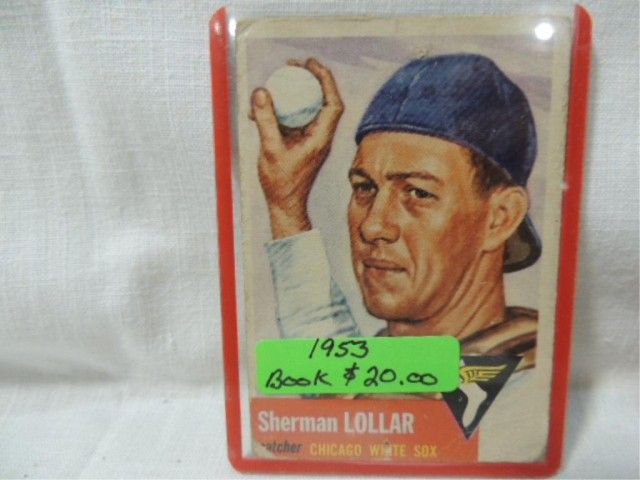 1953
Book $20.00
Sherman LOLLAR
catcher CHICAGO WHITE SOX